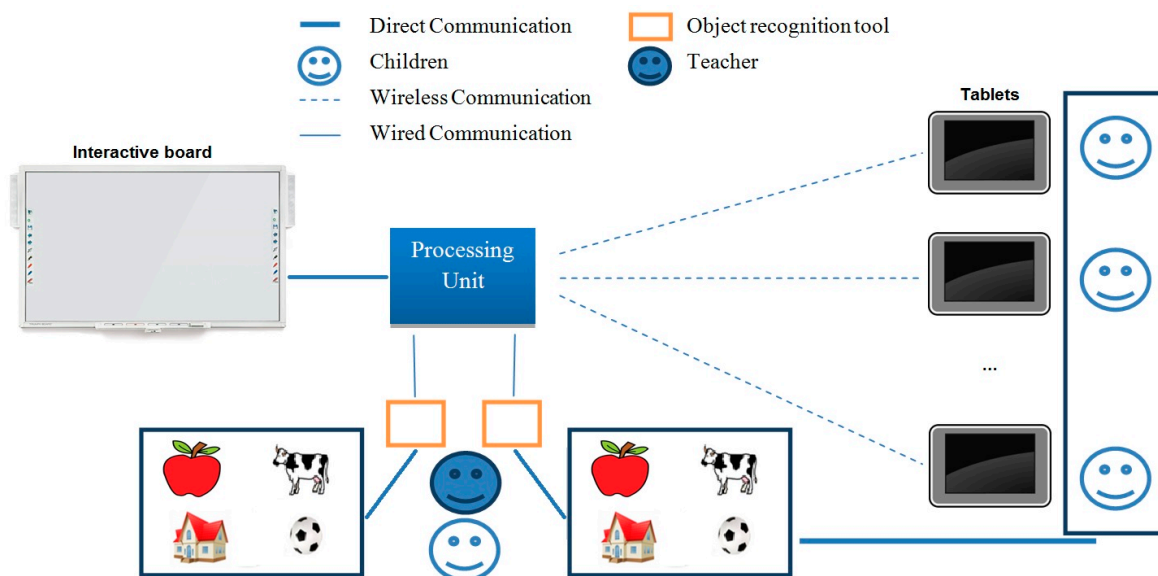 Direct Communication
Object recognition tool
Children
Teacher
Wireless Communication
Wired Communication
Tablets
Interactive board
Processing
Unit
...